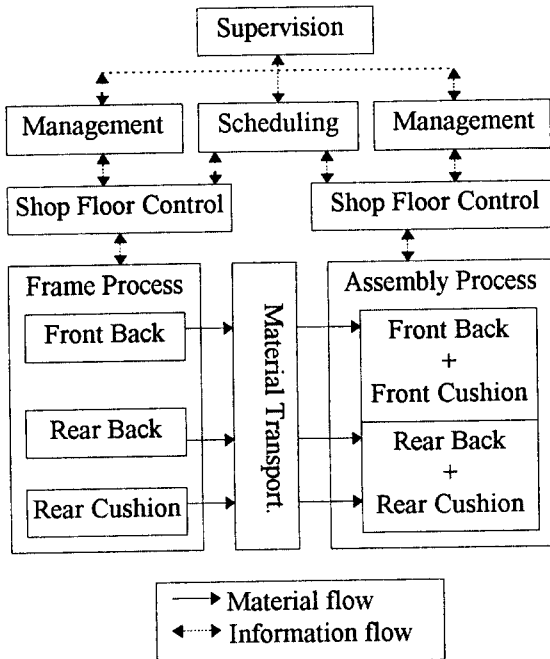 Supervision
Management
Scheduling
Management
Shop Floor Control
Shop Floor Control
Frame Process
Front Back
Rear Back
Rear Cushion
Material Transport.
Assembly Process
Front Back
+
Front Cushion
Rear Back
+
Rear Cushion
Material flow
Information flow